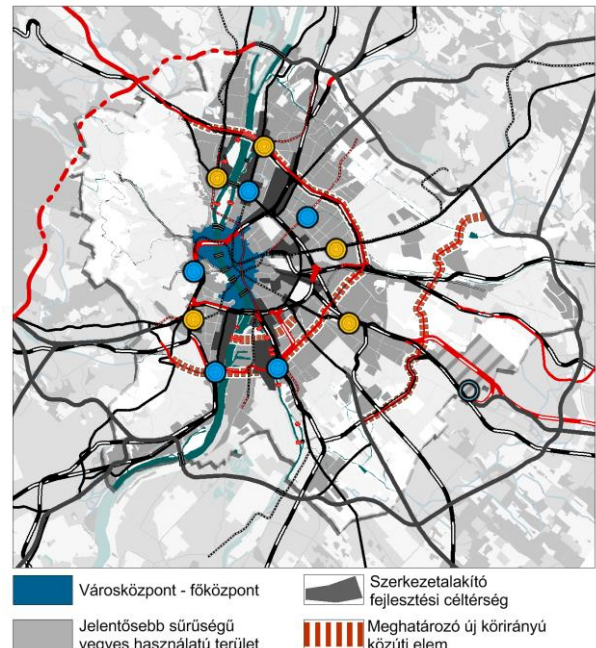 Városközpont - főközpont
Szerkezetalakító
fejlesztési céltérség
Jelentősebb sűrűségű
vegyes használatú terület
Meghatározó új körirányú
közúti elem